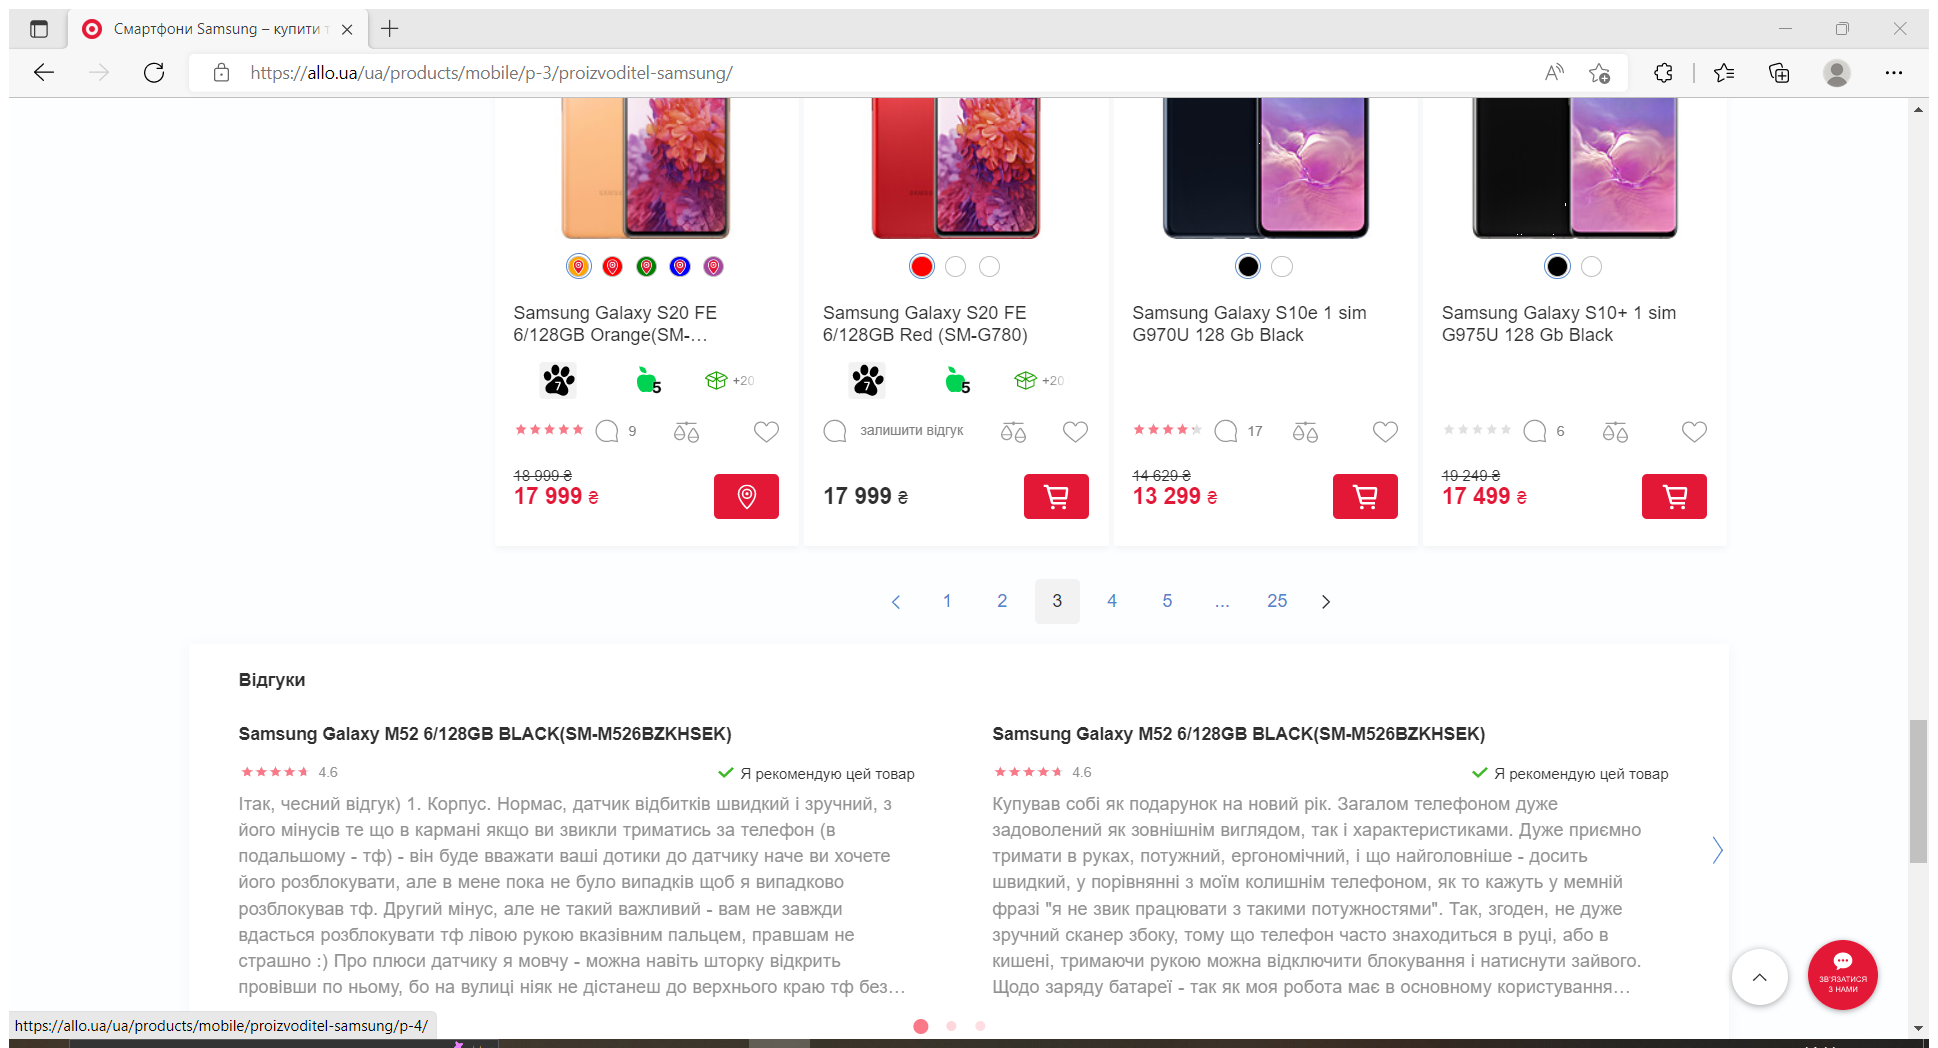 Смартфони Samsung – купити т
https://allo.ua/ua/products/mobile/p-3/proizvoditel-samsung/
Samsung Galaxy S20 FE
6/128GB Orange(SM-...
7
5
+20
9
18 999 ₴
17 999 ₴
Samsung Galaxy S20 FE
6/128GB Red (SM-G780)
7
5
+20
залишити відгук
17 999 ₴
Samsung Galaxy S10e 1 sim
G970U 128 Gb Black
17
14 629 ₴
13 299 ₴
Samsung Galaxy S10+ 1 sim
G975U 128 Gb Black
6
19 249 ₴
17 499 ₴
1 2 3 4 5 ... 25
Відгуки
Samsung Galaxy M52 6/128GB BLACK(SM-M526BZKHSEK)
4.6
Я рекомендую цей товар
Ітак, чесний відгук) 1. Корпус. Нормас, датчик відбитків швидкий і зручний, з
його мінусів те що в кармані якщо ви звикли триматись за телефон (в
подальшому - тф) - він буде вважати ваші дотики до датчику наче ви хочете
його розблокувати, але в мене пока не було випадків щоб я випадково
розблокував тф. Другий мінус, але не такий важливий - вам не завжди
вдасться розблокувати тф лівою рукою вказівним пальцем, правшам не
страшно :) Про плюси датчику я мовчу - можна навіть шторку відкрить
провівши по ньому, бо на вулиці ніяк не дістанеш до верхнього краю тф без...
Samsung Galaxy M52 6/128GB BLACK(SM-M526BZKHSEK)
4.6
Я рекомендую цей товар
Купував собі як подарунок на новий рік. Загалом телефоном дуже
задоволений як зовнішнім виглядом, так і характеристиками. Дуже приємно
тримати в руках, потужний, ергономічний, і що найголовніше - досить
швидкий, у порівнянні з моїм колишнім телефоном, як то кажуть у мемній
фразі "я не звик працювати з такими потужностями". Так, згоден, не дуже
зручний сканер збоку, тому що телефон часто знаходиться в руці, або в
кишені, тримаючи рукою можна відключити блокування і натиснути зайвого.
Щодо заряду батареї - так як моя робота має в основному користування...
ЗВ'ЯЗАТИСЯ
З НАМИ
https://allo.ua/ua/products/mobile/proizvoditel-samsung/p-4/